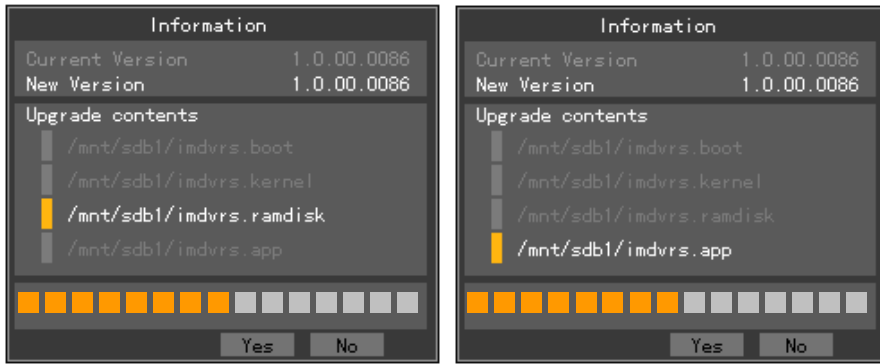 Information
Current Version 1.0.00.0086
New Version 1.0.00.0086
Upgrade contents
/mnt/sdb1/imdvrs.boot
/mnt/sdb1/imdvrs.kernel
/mnt/sdb1/imdvrs.ramdisk
/mnt/sdb1/imdvrs.app
Yes No
Information
Current Version 1.0.00.0086
New Version 1.0.00.0086
Upgrade contents
/mnt/sdb1/imdvrs.boot
/mnt/sdb1/imdvrs.kernel
/mnt/sdb1/imdvrs.ramdisk
/mnt/sdb1/imdvrs.app
Yes No